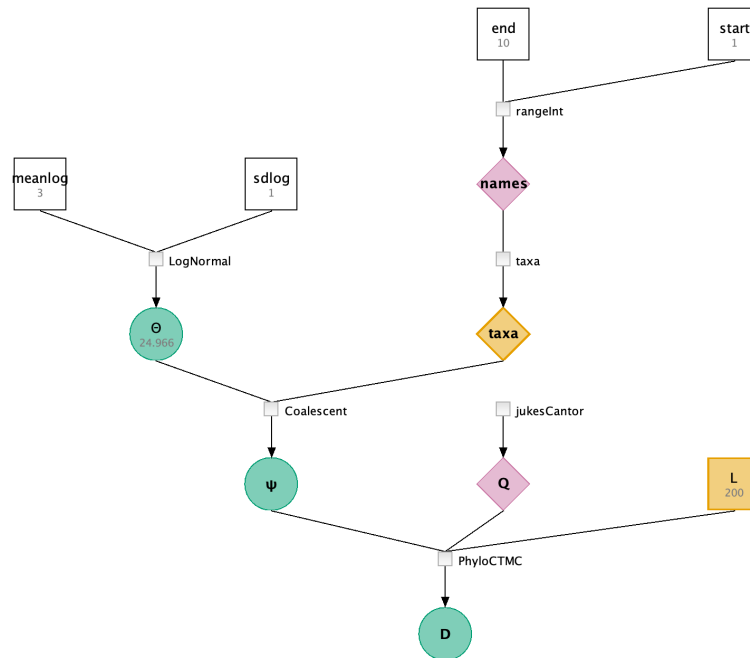 end
10
start
1
rangeInt
meanlog
3
sdlog
1
names
LogNormal
taxa
Θ
24.966
taxa
Coalescent
jukesCantor
ψ
Q
L
200
PhyloCTMC
D